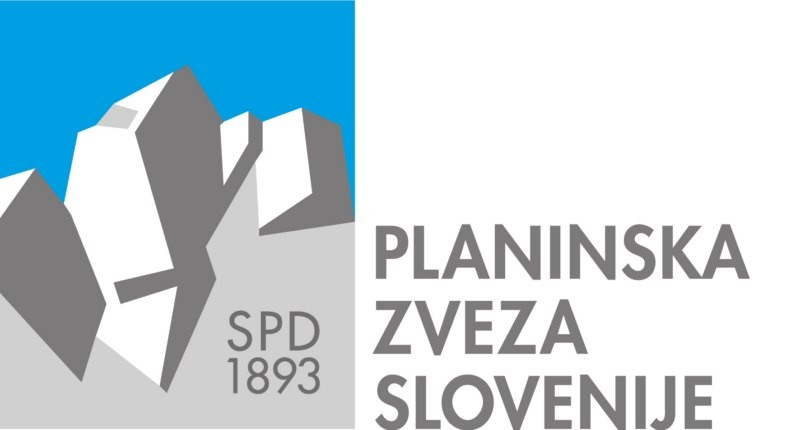 SPD
1893
PLANINSKA
ZVEZA
SLOVENIJE